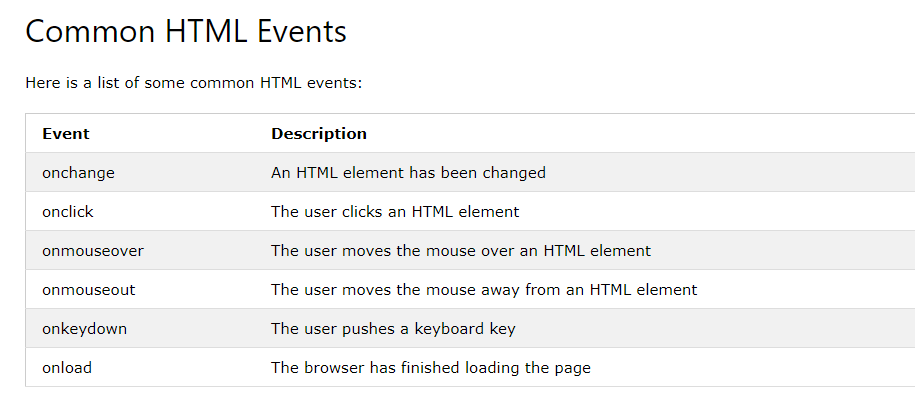 Common HTML Events
Here is a list of some common HTML events:
Event Description
onchange An HTML element has been changed
onclick The user clicks an HTML element
onmouseover The user moves the mouse over an HTML element
onmouseout The user moves the mouse away from an HTML element
onkeydown The user pushes a keyboard key
onload The browser has finished loading the page